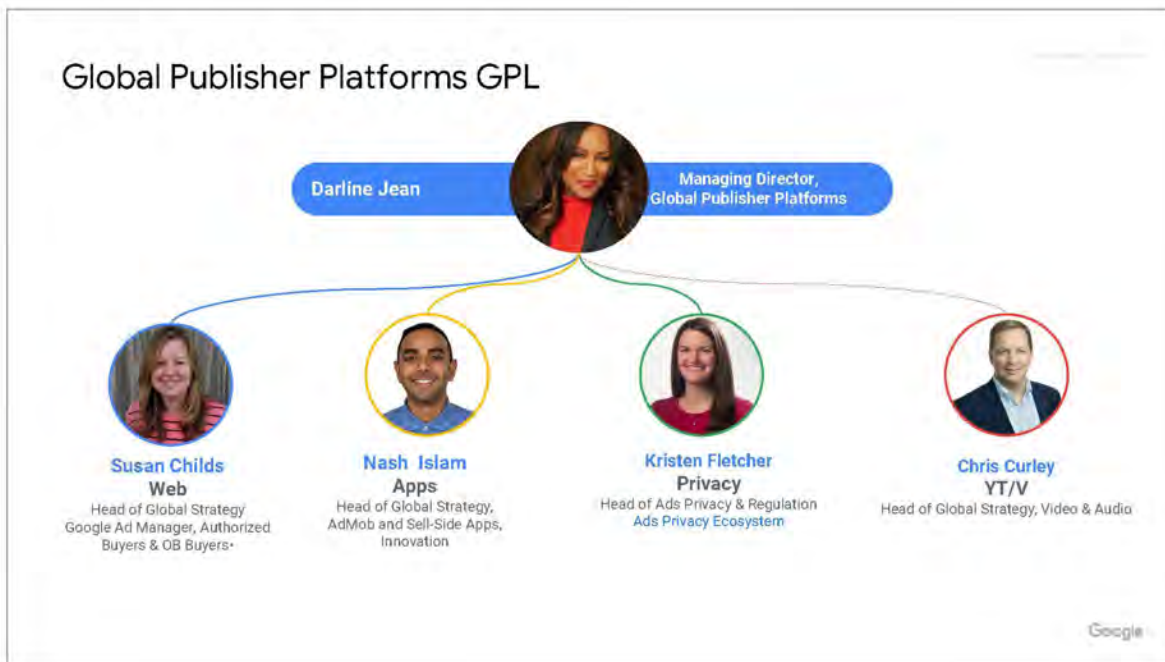 Global Publisher Platforms GPL
Darline Jean
Managing Director,
Global Publisher Platforms
Susan Childs
Web
Head of Global Strategy
Google Ad Manager, Authorized
Buyers & OB Buyers·
Nash Islam
Apps
Head of Global Strategy,
AdMob and Sell-Side Apps,
Innovation
Kristen Fletcher
Privacy
Head of Ads Privacy & Regulation
Ads Privacy Ecosystem
Chris Curley
YT/V
Head of Global Strategy, Video & Audio
Google